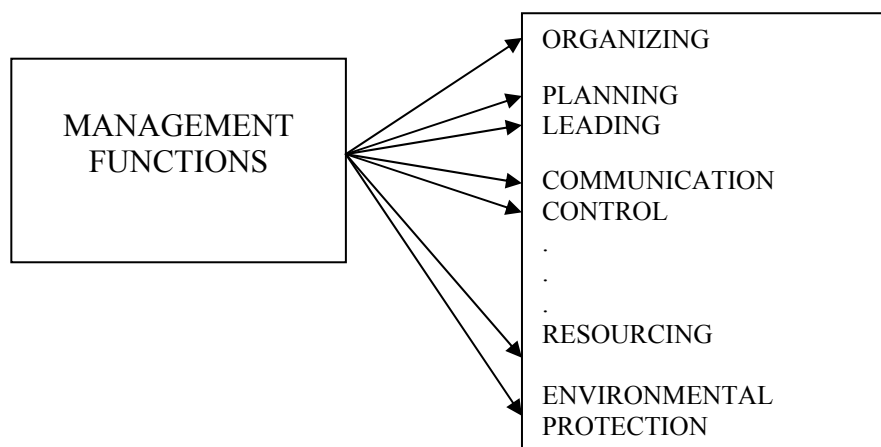 MANAGEMENT
FUNCTIONS
ORGANIZING
PLANNING
LEADING
COMMUNICATION
CONTROL
.
.
.
RESOURCING
ENVIRONMENTAL
PROTECTION